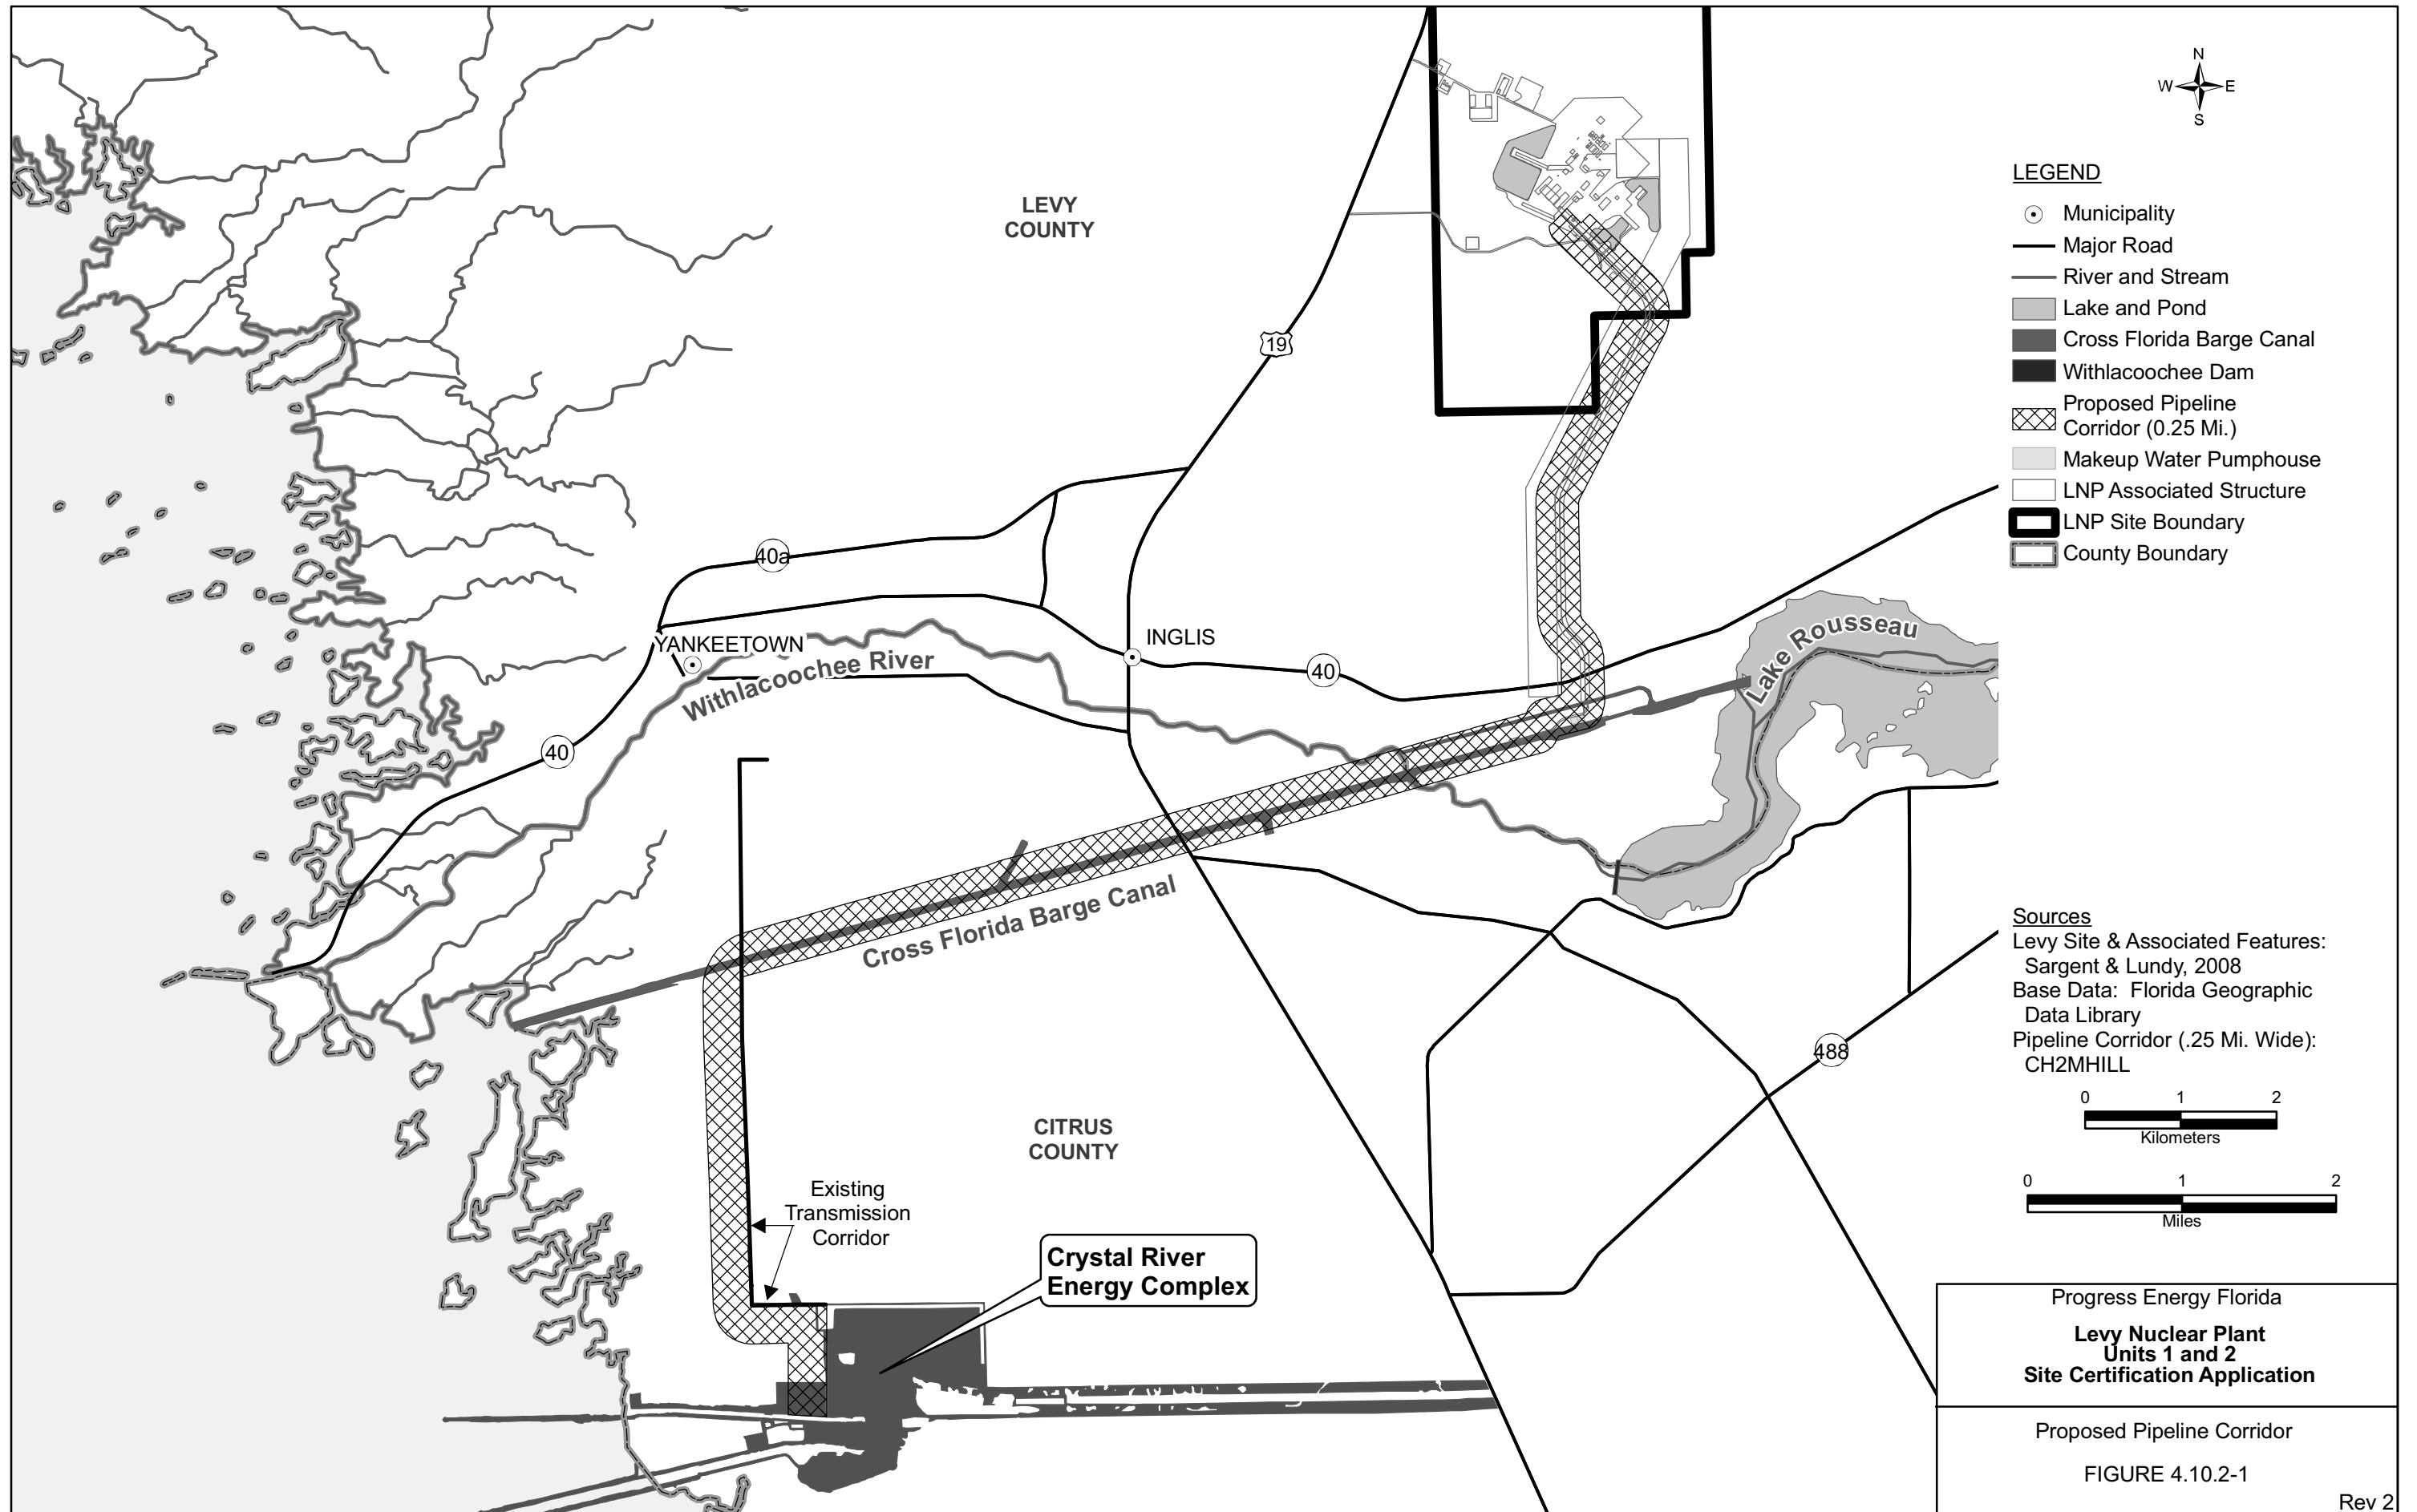 N
W
E
S
LEGEND
Municipality
Major Road
River and Stream
Lake and Pond
Cross Florida Barge Canal
Withlacoochee Dam
Proposed Pipeline
Corridor (0.25 Mi.)
Makeup Water Pumphouse
LNP Associated Structure
LNP Site Boundary
County Boundary
LEVY
COUNTY
19
40a
YANKEETOWN
INGLIS
Withlacoochee River
40
40
Lake Rousseau
Cross Florida Barge Canal
488
CITRUS
COUNTY
Existing
Transmission
Corridor
Crystal River
Energy Complex
Sources
Levy Site & Associated Features:
Sargent & Lundy, 2008
Base Data: Florida Geographic
Data Library
Pipeline Corridor (.25 Mi. Wide):
CH2MHILL
0 1 2
Kilometers
0 1 2
Miles
Progress Energy Florida
Levy Nuclear Plant
Units 1 and 2
Site Certification Application
Proposed Pipeline Corridor
FIGURE 4.10.2-1
Rev 2